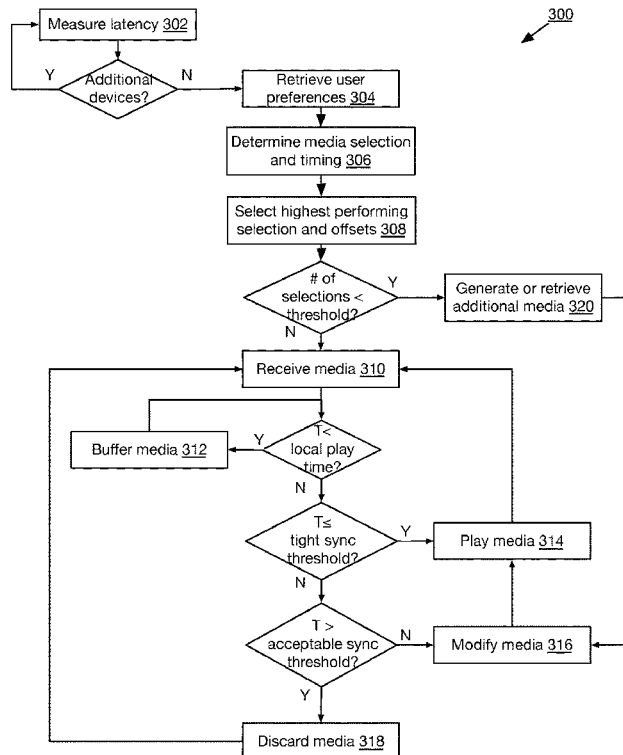 300
Measure latency 302
Y
Additional
devices?
N
Retrieve user
preferences 304
Determine media selection
and timing 306
Select highest performing
selection and offsets 308
# of
selections <
threshold?
Y
N
Generate or retrieve
additional media 320
Receive media 310
Buffer media 312
Y
T<
local play
time?
N
T≤
tight sync
threshold?
Y
N
Play media 314
T >
acceptable sync
threshold?
N
Y
Modify media 316
Discard media 318